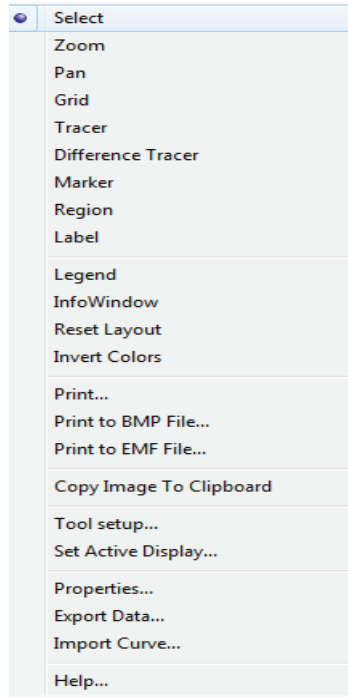 Select
Zoom
Pan
Grid
Tracer
Difference Tracer
Marker
Region
Label
Legend
InfoWindow
Reset Layout
Invert Colors
Print...
Print to BMP File...
Print to EMF File...
Copy Image To Clipboard
Tool setup...
Set Active Display...
Properties...
Export Data...
Import Curve...
Help...